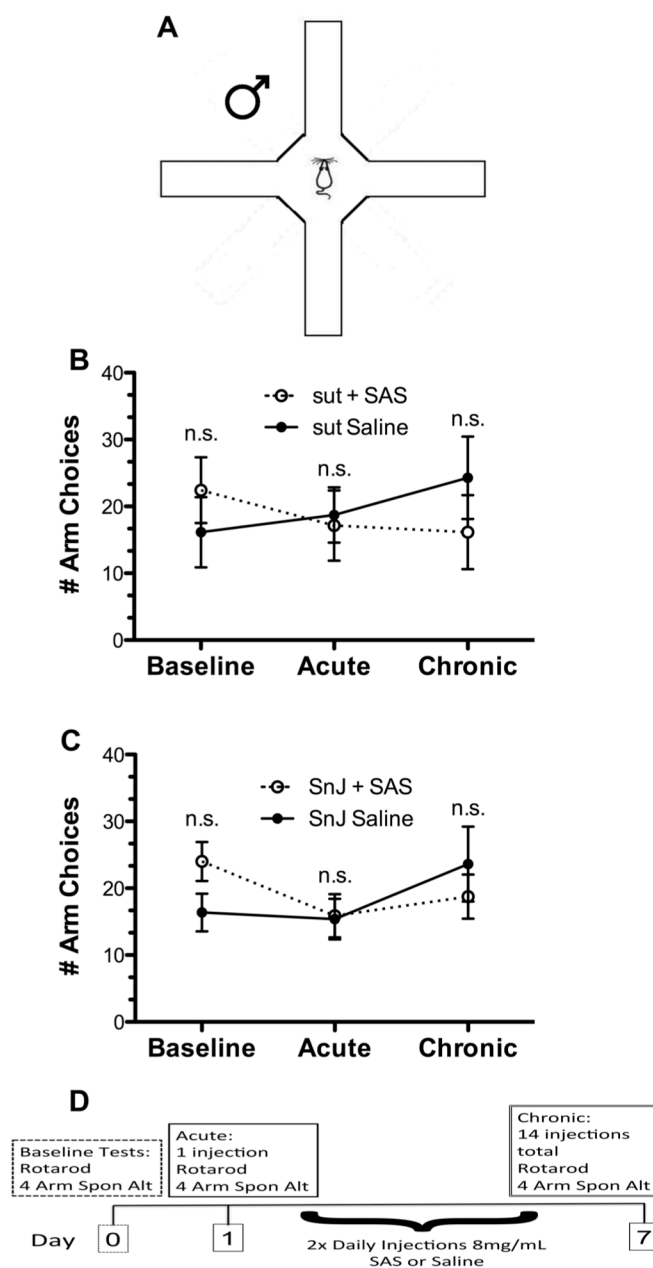 A
B
40
30
20
10
0
# Arm Choices
sut + SAS
sut Saline
n.s.
n.s.
n.s.
Baseline Acute Chronic
C
40
30
20
10
0
# Arm Choices
SnJ + SAS
SnJ Saline
n.s.
n.s.
n.s.
Baseline Acute Chronic
D
Baseline Tests:
Rotarod
4 Arm Spon Alt
Acute:
1 injection
Rotarod
4 Arm Spon Alt
Chronic:
14 injections
total
Rotarod
4 Arm Spon Alt
Day 0 1 7
2x Daily Injections 8mg/mL
SAS or Saline